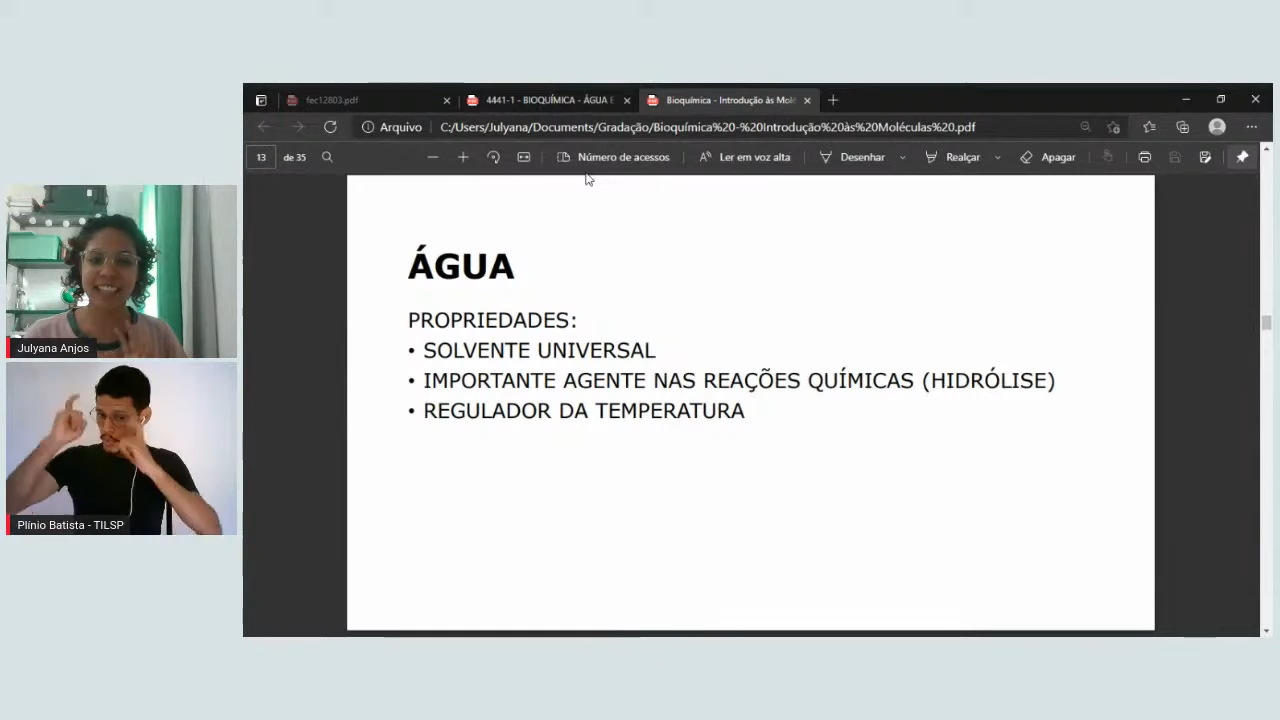 fec12803.pdf
4441-1 - BIOQUÍMICA - ÁGUA E
Bioquímica - Introdução às Molé
Arquivo
C:/Users/Julyana/Documents/Gradação/Bioquímica%20-%20Introdução%20às%20Moléculas%20.pdf
13 de 35
Número de acessos
Ler em voz alta
Desenhar
Realçar
Apagar
ÁGUA
PROPRIEDADES:
• SOLVENTE UNIVERSAL
• IMPORTANTE AGENTE NAS REAÇÕES QUÍMICAS (HIDRÓLISE)
• REGULADOR DA TEMPERATURA
Julyana Anjos
Plínio Batista - TILSP